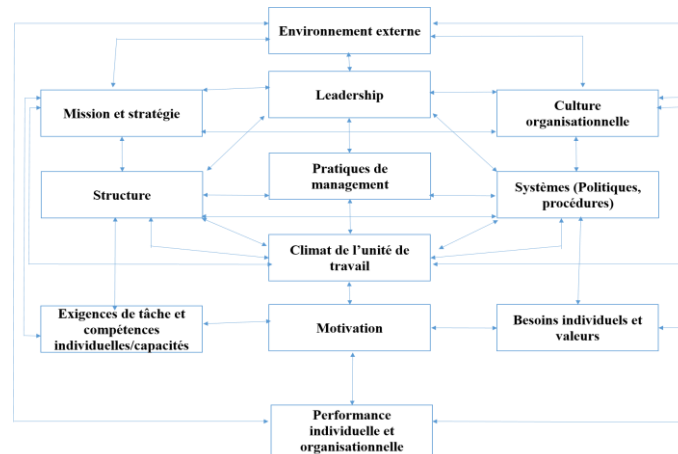 Environnement externe
Leadership
Mission et stratégie
Culture
organisationnelle
Pratiques de
management
Structure
Systèmes (Politiques,
procédures)
Climat de l’unité de
travail
Exigences de tâche et
compétences
individuelles/capacités
Motivation
Besoins individuels et
valeurs
Performance
individuelle et
organisationnelle